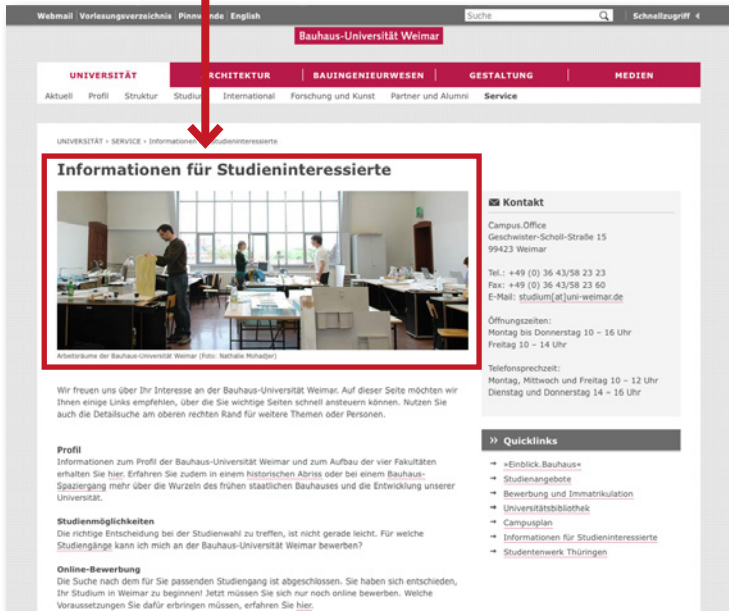 Webmail Vorlesungsverzeichnis Pinnwände English
Suche
Schnellzugriff
Bauhaus-Universität Weimar
UNIVERSITÄT ARCHITEKTUR BAUINGENIEURWESEN GESTALTUNG MEDIEN
Aktuell Profil Struktur Studium International Forschung und Kunst Partner und Alumni Service
UNIVERSITÄT › SERVICE › Informationen für Studieninteressierte
Informationen für Studieninteressierte
Arbeitsräume der Bauhaus-Universität Weimar (Foto: Nathalie Mohadjer)
Wir freuen uns über Ihr Interesse an der Bauhaus-Universität Weimar. Auf dieser Seite möchten wir
Ihnen einige Links empfehlen, über die Sie wichtige Seiten schnell ansteuern können. Nutzen Sie
auch die Detailsuche am oberen rechten Rand für weitere Themen oder Personen.
Profil
Informationen zum Profil der Bauhaus-Universität Weimar und zum Aufbau der vier Fakultäten
erhalten Sie hier. Erfahren Sie zudem in einem historischen Abriss oder bei einem Bauhaus-
Spaziergang mehr über die Wurzeln des frühen staatlichen Bauhauses und die Entwicklung unserer
Universität.
Studienmöglichkeiten
Die richtige Entscheidung bei der Studienwahl zu treffen, ist nicht gerade leicht. Für welche
Studiengänge kann ich mich an der Bauhaus-Universität Weimar bewerben?
Online-Bewerbung
Die Suche nach dem für Sie passenden Studiengang ist abgeschlossen. Sie haben sich entschieden,
Ihr Studium in Weimar zu beginnen! Jetzt müssen Sie sich nur noch online bewerben. Welche
Voraussetzungen Sie dafür erbringen müssen, erfahren Sie hier.
Kontakt
Campus.Office
Geschwister-Scholl-Straße 15
99423 Weimar
Tel.: +49 (0) 36 43/58 23 23
Fax: +49 (0) 36 43/58 23 60
E-Mail: studium[at]uni-weimar.de
Öffnungszeiten:
Montag bis Donnerstag 10 – 16 Uhr
Freitag 10 – 14 Uhr
Telefonsprechzeit:
Montag, Mittwoch und Freitag 10 – 12 Uhr
Dienstag und Donnerstag 14 – 16 Uhr
» Quicklinks
→ »Einblick.Bauhaus«
→ Studienangebote
→ Bewerbung und Immatrikulation
→ Universitätsbibliothek
→ Campusplan
→ Informationen für Studieninteressierte
→ Studentenwerk Thüringen